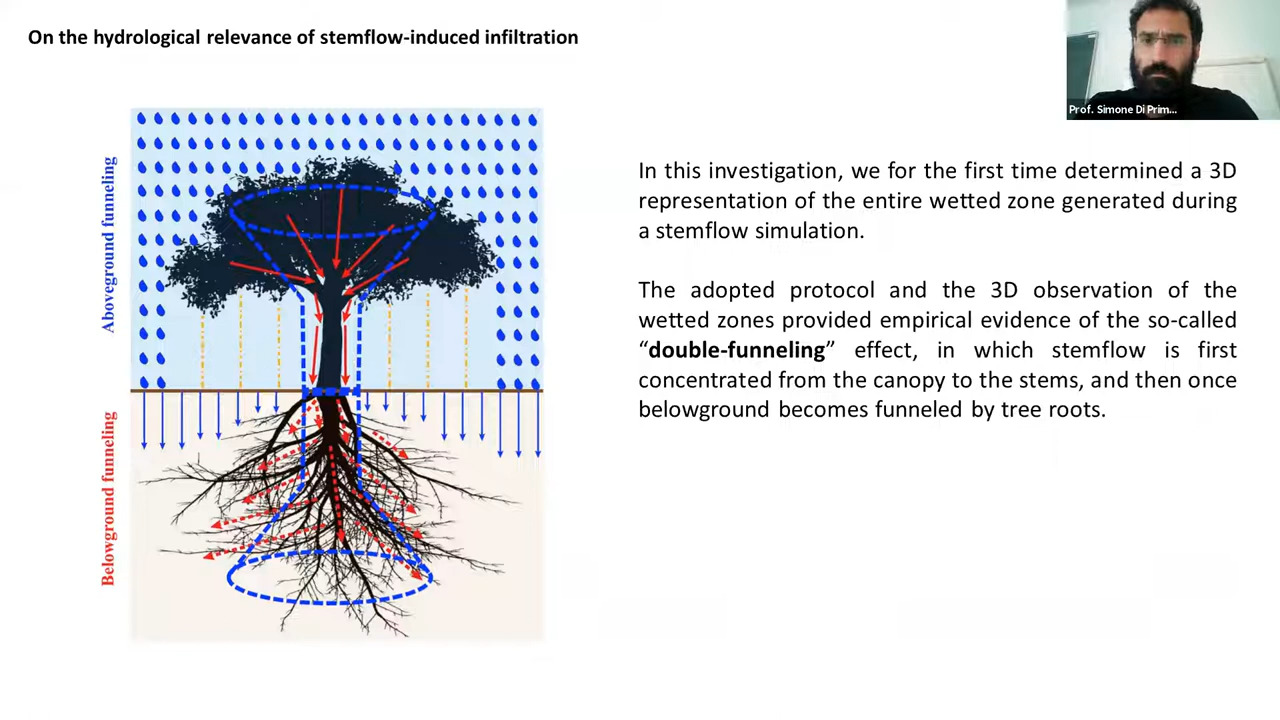 On the hydrological relevance of stemflow-induced infiltration
Prof. Simone Di Prim...
Aboveground funneling
Belowground funneling
In this investigation, we for the first time determined a 3D
representation of the entire wetted zone generated during
a stemflow simulation.
The adopted protocol and the 3D observation of the
wetted zones provided empirical evidence of the so-called
“double-funneling” effect, in which stemflow is first
concentrated from the canopy to the stems, and then once
belowground becomes funneled by tree roots.